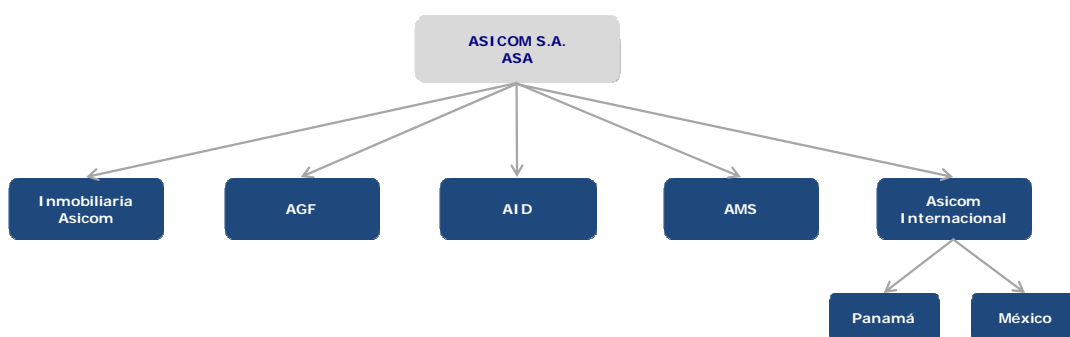 ASICOM S.A.
ASA
Inmobiliaria
Asicom
AGF
AID
AMS
Asicom
Internacional
Panamá
México